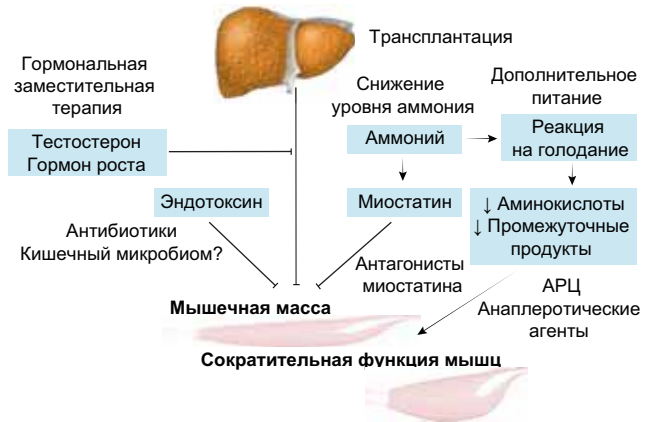 Трансплантация
Гормональная
заместительная
терапия
Тестостерон
Гормон роста
Снижение
уровня аммония
Дополнительное
питание
Аммоний
Реакция
на голодание
Эндотоксин
Миостатин
↓ Аминокислоты
↓ Промежуточные
продукты
Антибиотики
Кишечный микробиом?
Антагонисты
миостатина
АРЦ
Анаплеротические
агенты
Мышечная масса
Сократительная функция мышц